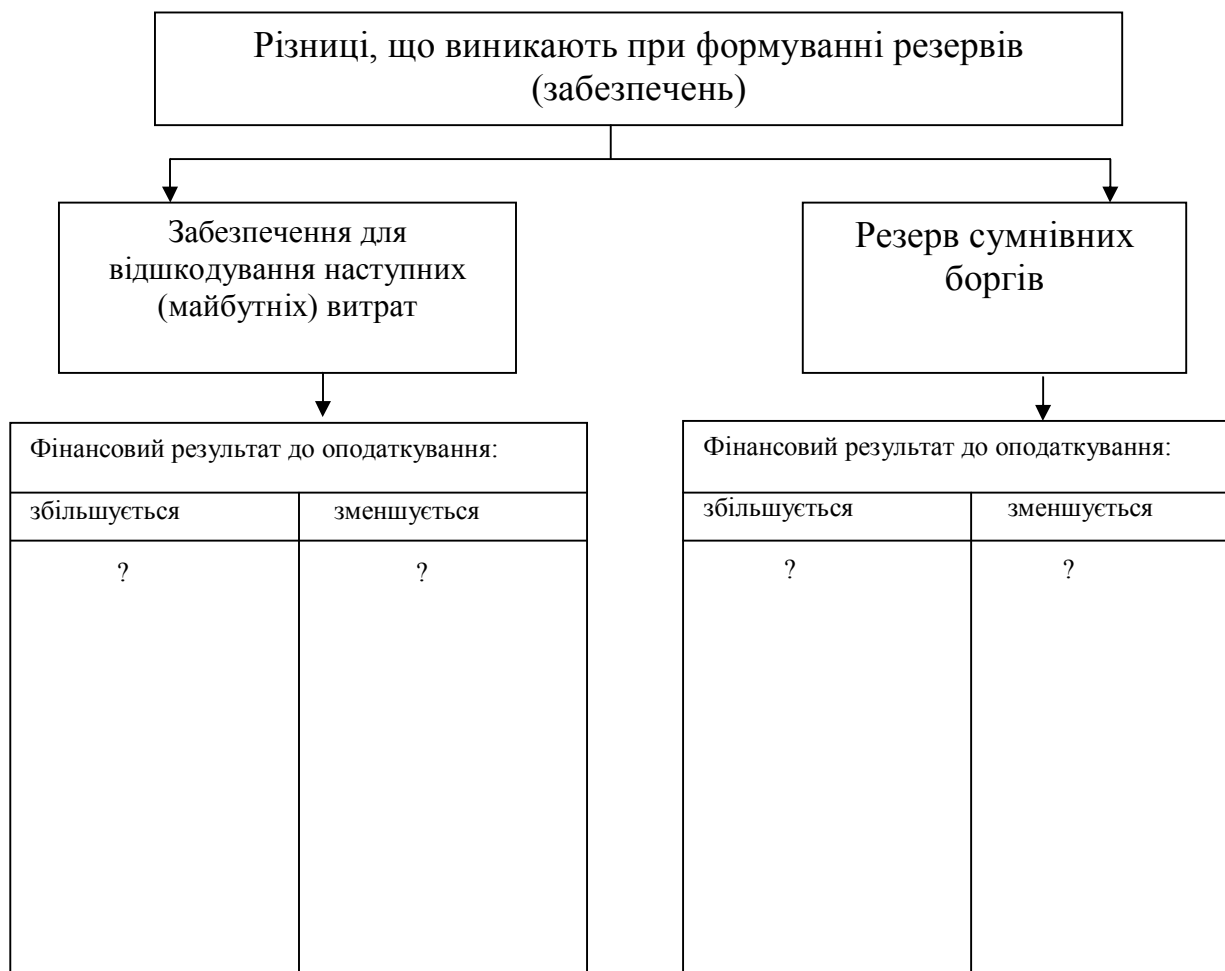 Різниці, що виникають при формуванні резервів
(забезпечень)
Забезпечення для
відшкодування наступних
(майбутніх) витрат
Резерв сумнівних
боргів
Фінансовий результат до оподаткування:
збільшується
зменшується
?
?
Фінансовий результат до оподаткування:
збільшується
зменшується
?
?